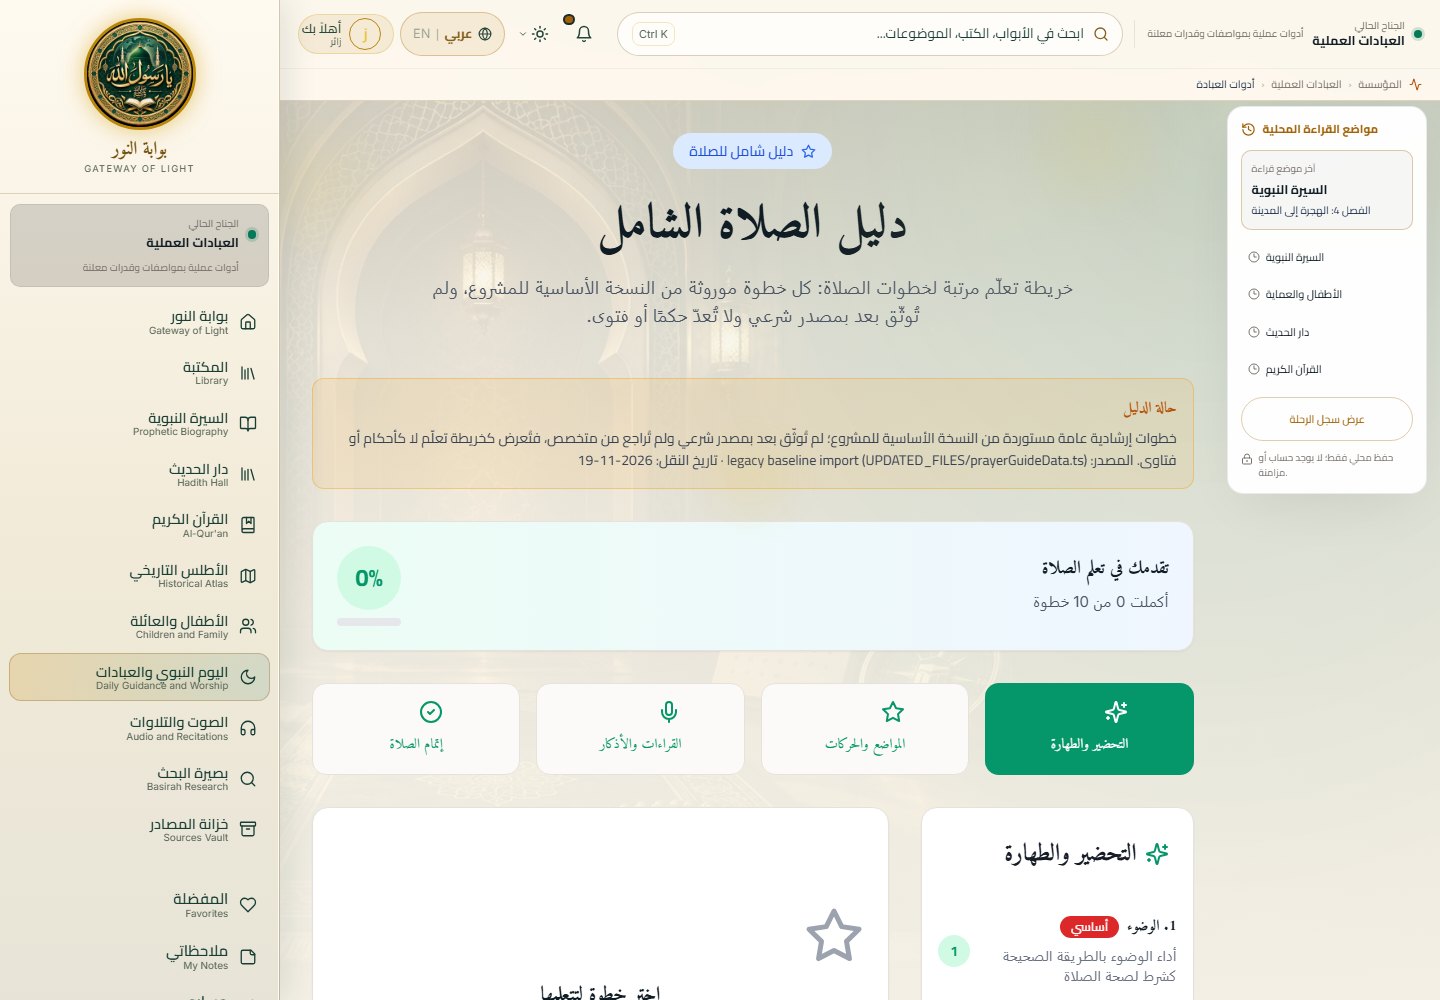 الجناح الحالي
العبادات العملية
أدوات عملية بمواصفات وقدرات معلنة
ابحث في الأبواب، الكتب، الموضوعات...
Ctrl K
عربي | EN
ز
أهلاً بك
زائر
المؤسسة ‹ العبادات العملية ‹ أدوات العبادة
يا رسول الله
بوابة النور
GATEWAY OF LIGHT
الجناح الحالي
العبادات العملية
أدوات عملية بمواصفات وقدرات معلنة
بوابة النور
Gateway of Light
المكتبة
Library
السيرة النبوية
Prophetic Biography
دار الحديث
Hadith Hall
القرآن الكريم
Al-Qur'an
الأطلس التاريخي
Historical Atlas
الأطفال والعائلة
Children and Family
اليوم النبوي والعبادات
Daily Guidance and Worship
الصوت والتلاوات
Audio and Recitations
بصيرة البحث
Basirah Research
خزانة المصادر
Sources Vault
المفضلة
Favorites
ملاحظاتي
My Notes
مواضع القراءة المحلية
آخر موضع قراءة
السيرة النبوية
الفصل 4: الهجرة إلى المدينة
السيرة النبوية
الأطفال والعماية
دار الحديث
القرآن الكريم
عرض سجل الرحلة
حفظ محلي فقط؛ لا يوجد حساب أو
مزامنة.
دليل شامل للصلاة
دليل الصلاة الشامل
خريطة تعلّم مرتبة لخطوات الصلاة: كل خطوة موروثة من النسخة الأساسية للمشروع، ولم
تُوثَّق بعد بمصدر شرعي ولا تُعدّ حكمًا أو فتوى.
حالة الدليل
خطوات إرشادية عامة مستوردة من النسخة الأساسية للمشروع؛ لم تُوثَّق بعد بمصدر شرعي ولم تُراجع من متخصص، فتُعرض كخريطة تعلّم لا كأحكام أو
فتاوى. المصدر: legacy baseline import (UPDATED_FILES/prayerGuideData.ts) · تاريخ النقل: 2026-11-19
تقدمك في تعلم الصلاة
أكملت 0 من 10 خطوة
0%
التحضير والطهارة
المواضع والحركات
القراءات والأذكار
إتمام الصلاة
التحضير والطهارة
1. الوضوء
أساسي
1
أداء الوضوء بالطريقة الصحيحة
كشرط لصحة الصلاة
اختر خطوة لتتعلمها